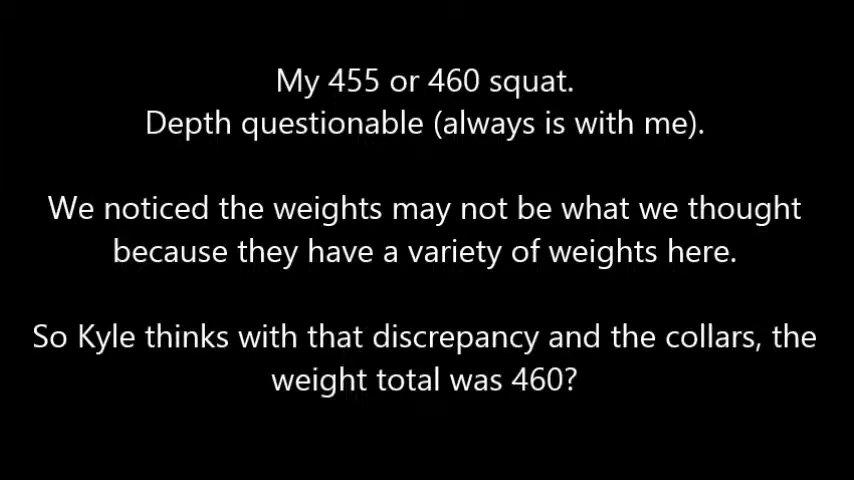 My 455 or 460 squat.
Depth questionable (always is with me).
We noticed the weights may not be what we thought
because they have a variety of weights here.
So Kyle thinks with that discrepancy and the collars, the
weight total was 460?